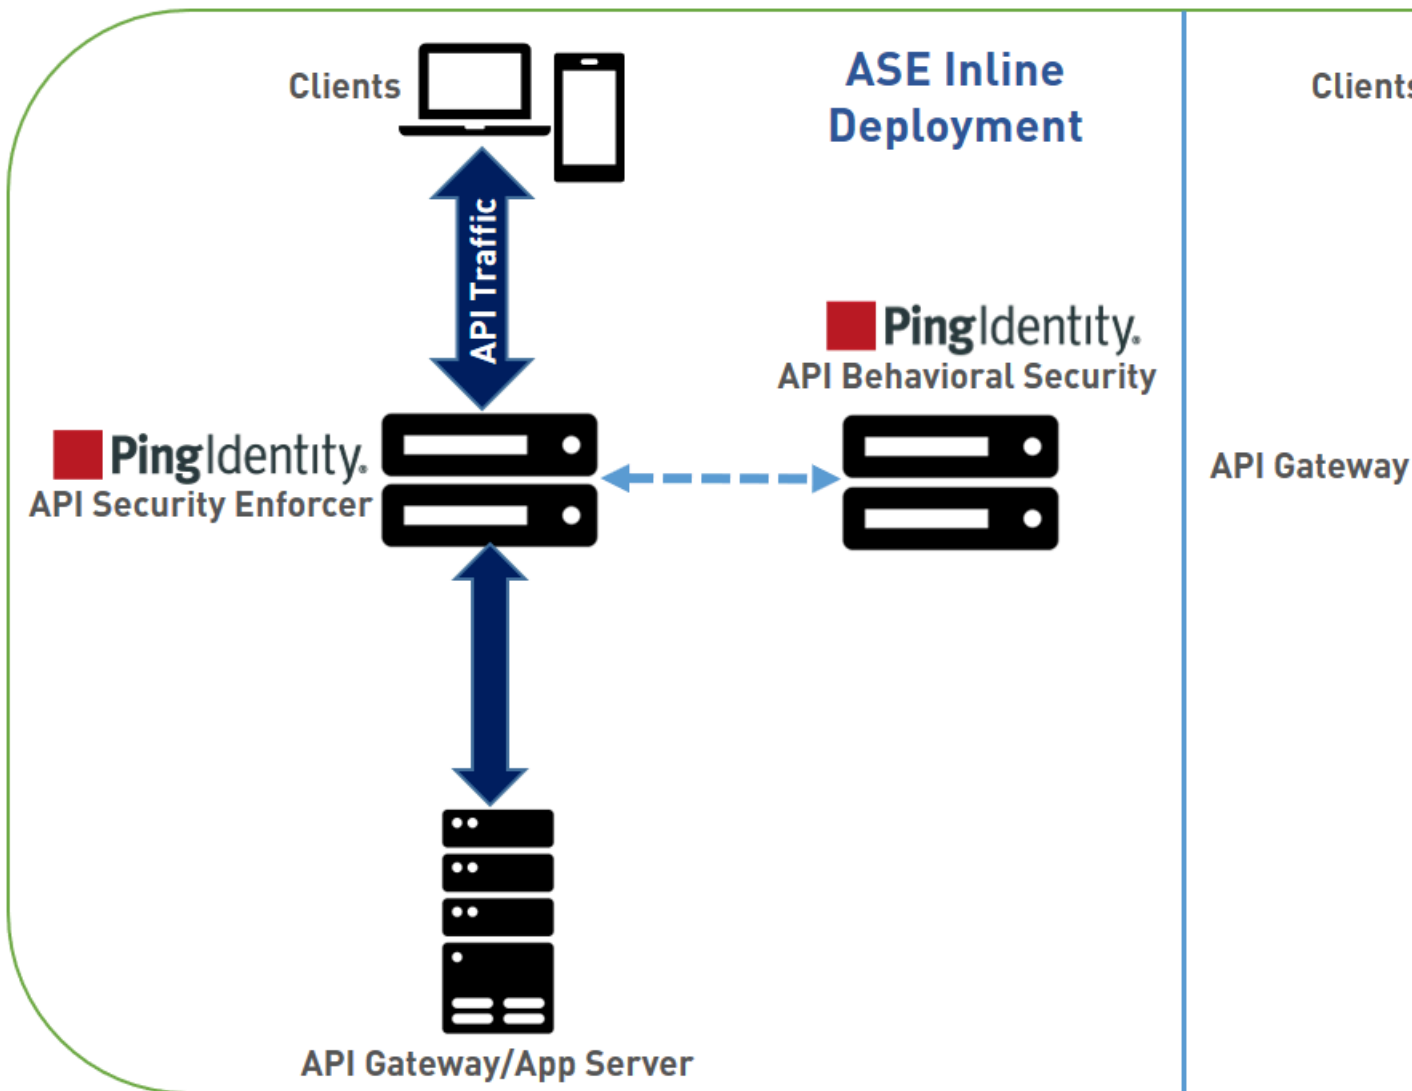 Clients
ASE Inline
Deployment
Clients
API Traffic
PingIdentity®
API Behavioral Security
PingIdentity®
API Security Enforcer
API Gateway
API Gateway/App Server